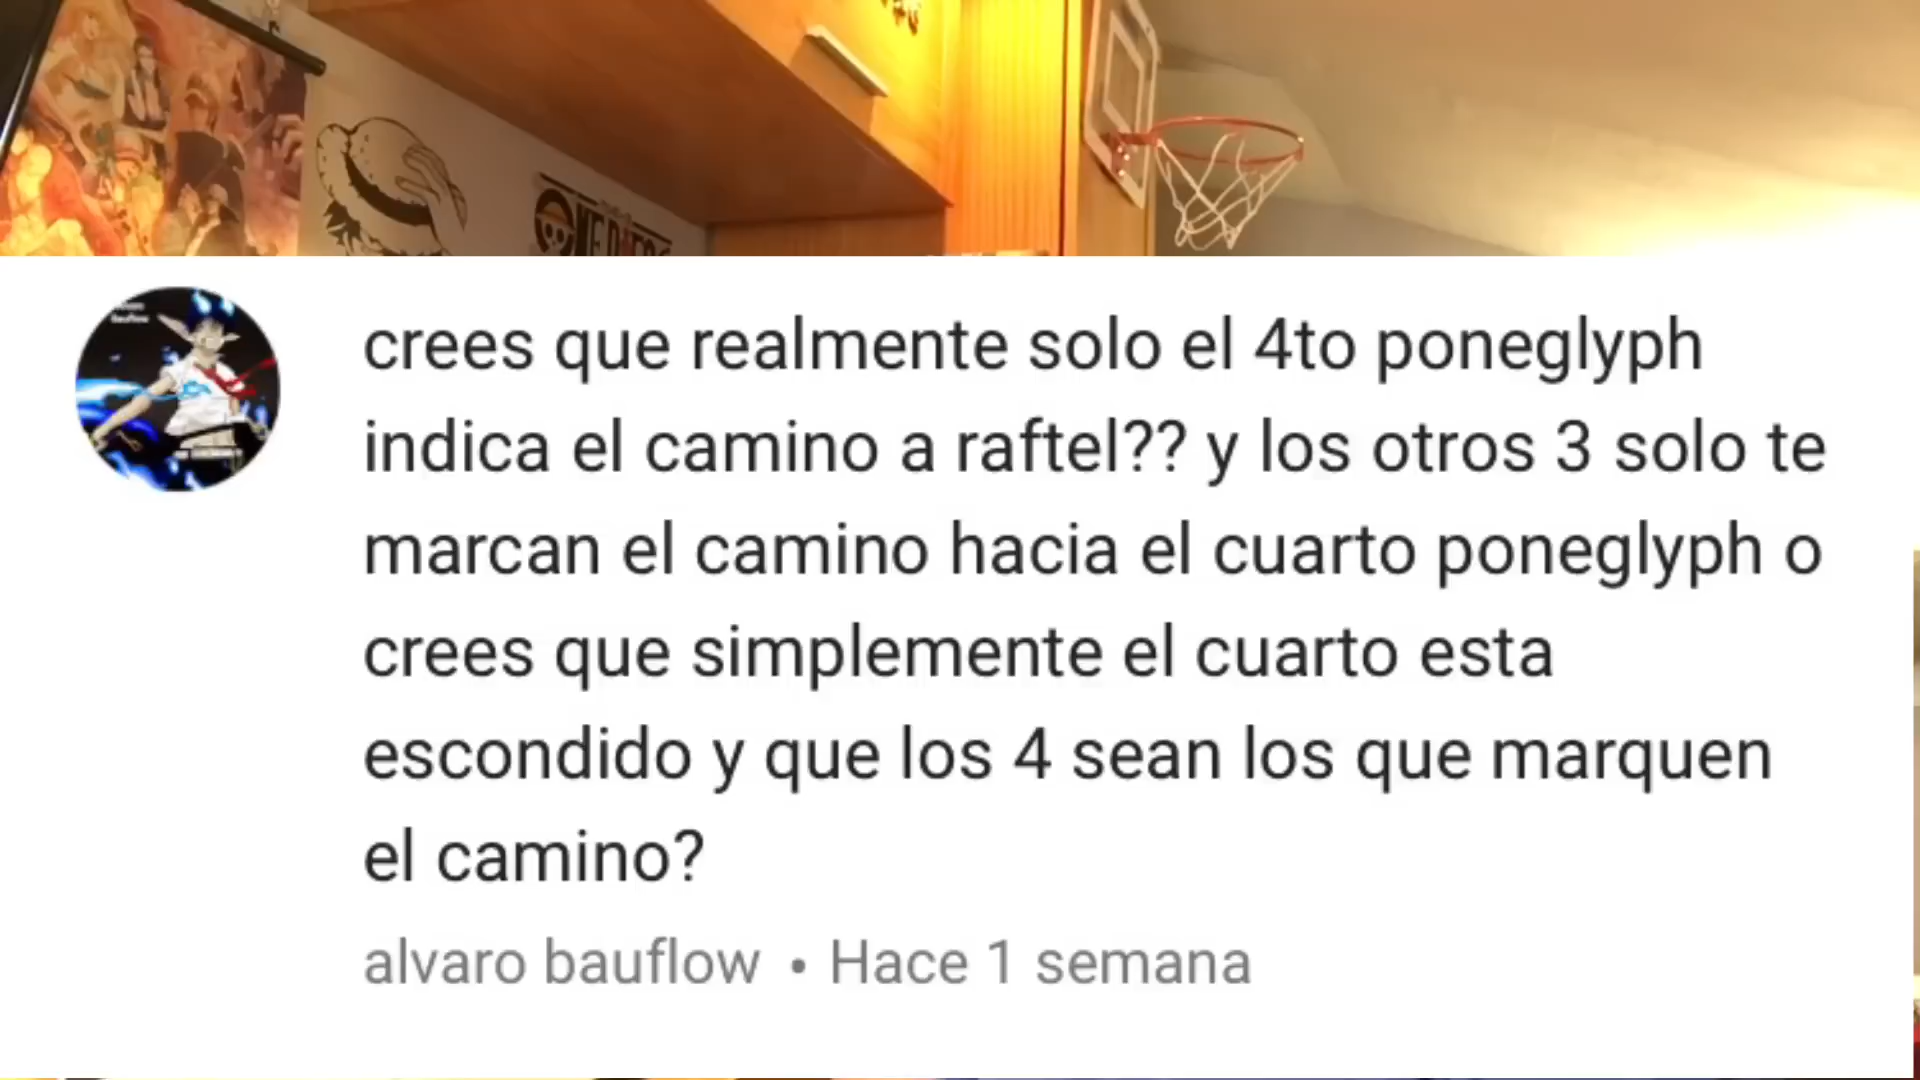 crees que realmente solo el 4to poneglyph
indica el camino a raftel?? y los otros 3 solo te
marcan el camino hacia el cuarto poneglyph o
crees que simplemente el cuarto esta
escondido y que los 4 sean los que marquen
el camino?
alvaro bauflow • Hace 1 semana